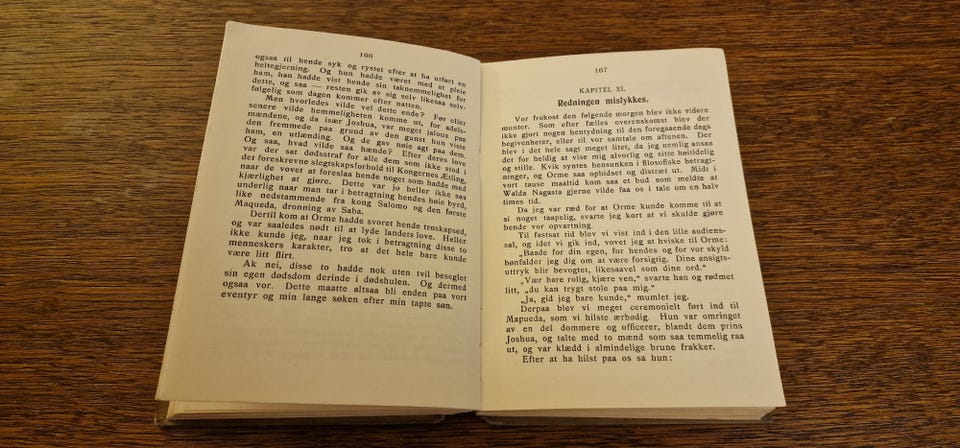 166
ogsaa til hende syk og rystet efter at ha utført en
heltegjerning. Og hun hadde været med at pleie
ham, han hadde vist hende sin taknemmelighet for
dette, og saa — resten gik av sig selv likesaa selv-
følgelig som dagen kommer efter natten.
Men hvorledes vilde vel dette ende? Før eller
senere vilde hemmeligheten komme ut, for adels-
mændene, og da især Joshua, var meget jaloux paa
den fremmede paa grund av den gunst hun viste
ham, en utlænding. Og de gav nøie agt paa dem.
Og saa, hvad vilde saa hænde? Efter deres love
var der sat dødsstraf for alle dem som ikke stod i
det foreskrevne slegtskapsforhold til Kongernes Ætling,
naar de vovet at foreslaa hende noget som hadde med
kjærlighet at gjøre. Dette var jo heller ikke saa
underlig naar man tar i betragtning hendes høie byrd,
like nedstammende fra kong Salomo og den første
Maqueda, dronning av Saba.
Dertil kom at Orme hadde svoret hende troskapsed,
og var saaledes nødt til at lyde landets love. Heller
ikke kunde jeg, naar jeg tok i betragtning disse to
menneskers karakter, tro at det hele bare kunde
være litt flirt.
Ak nei, disse to hadde nok uten tvil beseglet
sin egen dødsdom derinde i dødshulen. Og dermed
ogsaa vor. Dette maatte altsaa bli enden paa vort
eventyr og min lange søken efter min tapte søn.
167
KAPITEL XI.
Redningen mislykkes.
Vor frokost den følgende morgen blev ikke videre
munter. Som efter fælles overenskomst blev der
ikke gjort nogen hentydning til den foregaaende dags
begivenheter, eller til vor samtale om aftenen. Der
blev i det hele sagt meget litet, da jeg nemlig ansaa
det for heldig at vise mig alvorlig og sitte høitidelig
og stille. Kvik syntes hensunken i filosofiske betragt-
ninger, og Orme saa ophidset og distræt ut. Midt i
vort tause maaltid kom saa et bud som meldte at
Walda Nagasta gjerne vilde faa os i tale om en halv
times tid.
Da jeg var ræd for at Orme kunde komme til at
si noget taapelig, svarte jeg kort at vi skulde gjøre
hende vor opvartning.
Til fastsat tid blev vi vist ind i den lille audiens-
sal, og idet vi gik ind, vovet jeg at hviske til Orme:
„Baade for din egen, for hendes og for vor skyld
bønfalder jeg dig om at være forsigtig. Dine ansigts-
uttryk blir bevogtet, likesaavel som dine ord.“
„Vær bare rolig, kjære ven,“ svarte han og rødmet
litt, „du kan trygt stole paa mig.“
„Ja, gid jeg bare kunde,“ mumlet jeg.
Derpaa blev vi meget ceremonielt ført ind til
Mapueda, som vi hilste ærbødig. Hun var omringet
av en del dommere og officerer, blandt dem prins
Joshua, og talte med to mænd som saa temmelig raa
ut, og var klædd i almindelige brune frakker.
Efter at ha hilst paa os sa hun: